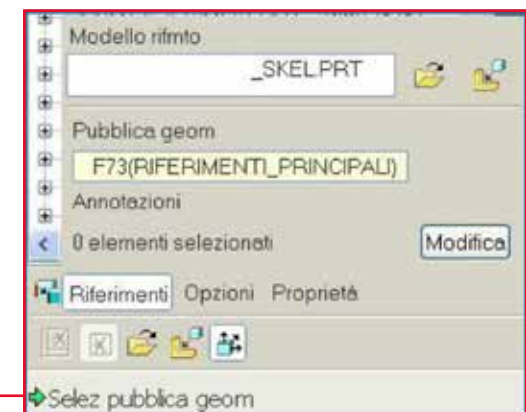 Modello rifmto
_SKEL.PRT
Pubblica geom
F73(RIFERIMENTI_PRINCIPALI)
Annotazioni
0 elementi selezionati
Modifica
Riferimenti Opzioni Proprietà
Selez pubblica geom